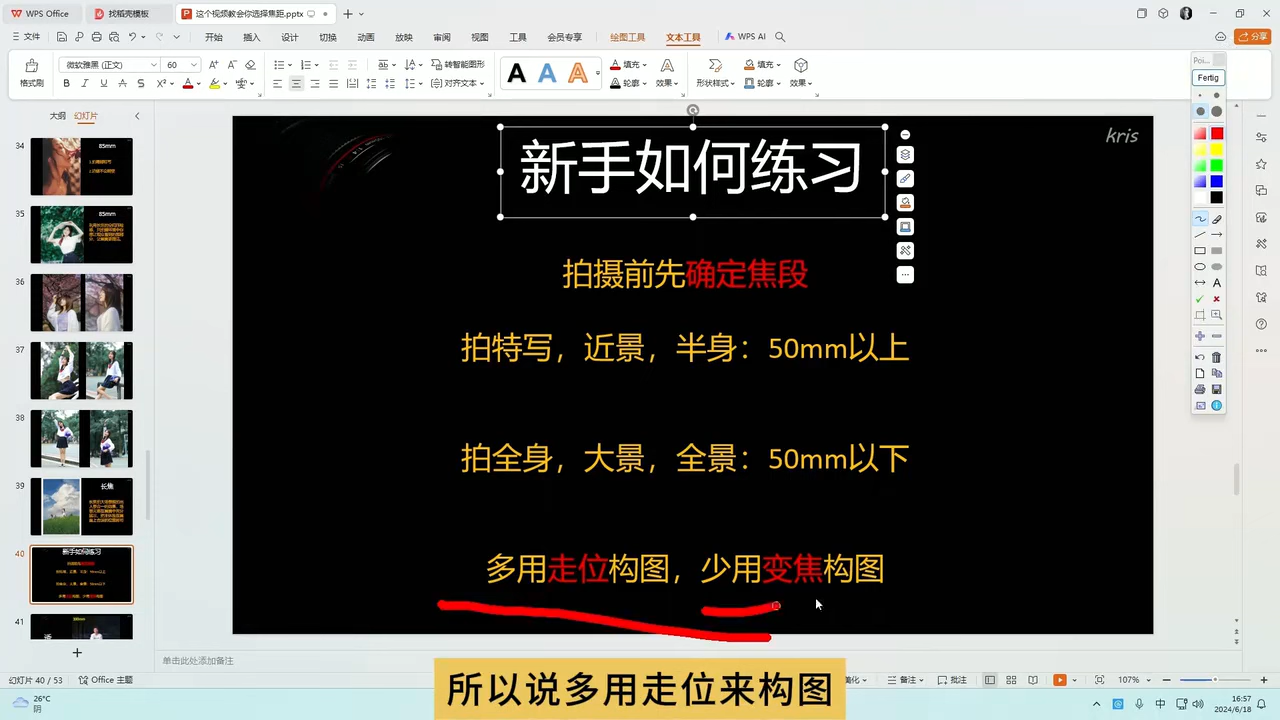 WPS Office
找稻壳模板
这个视频教会你选择焦距.pptx
文件
开始
插入
设计
切换
动画
放映
审阅
视图
工具
会员专享
绘图工具
文本工具
WPS AI
分享
格式刷
微软雅黑 (正文)
60
转智能图形
对齐文本
填充
轮廓
效果
形状样式
填充
轮廓
效果
Fertig
大纲
幻灯片
34
85mm
35
85mm
36
38
长焦
40
新手如何练习
41
kris
新手如何练习
拍摄前先确定焦段
拍特写，近景，半身：50mm以上
拍全身，大景，全景：50mm以下
多用走位构图，少用变焦构图
单击此处添加备注
所以说多用走位来构图
幻灯片 40 / 53
Office 主题
备注
批注
107%
26°C
阴
中
16:57
2024/6/18